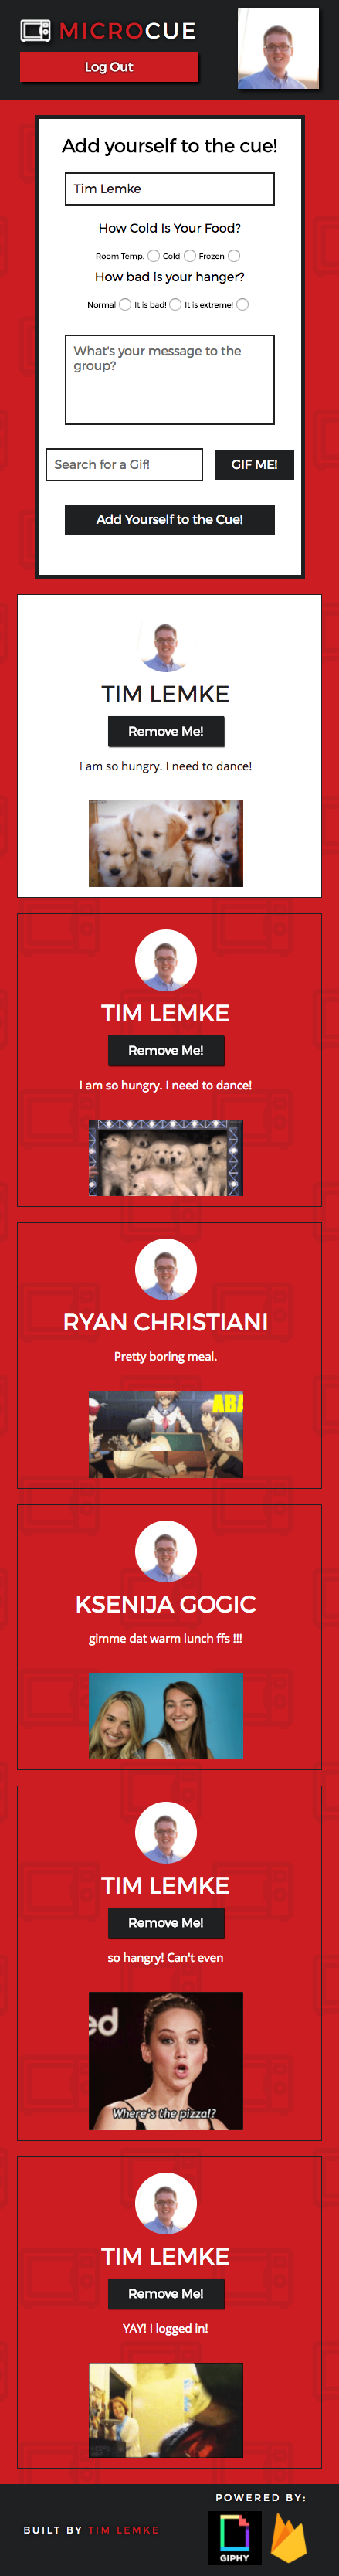 MICROCUE
Log Out
Add yourself to the cue!
Tim Lemke
How Cold Is Your Food?
Room Temp. Cold Frozen
How bad is your hanger?
Normal It is bad! It is extreme!
What's your message to the
group?
Search for a Gif! GIF ME!
Add Yourself to the Cue!
TIM LEMKE
Remove Me!
I am so hungry. I need to dance!
TIM LEMKE
Remove Me!
I am so hungry. I need to dance!
RYAN CHRISTIANI
Pretty boring meal.
ABA
KSENIJA GOGIC
gimme dat warm lunch ffs !!!
TIM LEMKE
Remove Me!
so hangry! Can't even
ed
Where's the pizza!?
TIM LEMKE
Remove Me!
YAY! I logged in!
POWERED BY:
BUILT BY TIM LEMKE
GIPHY